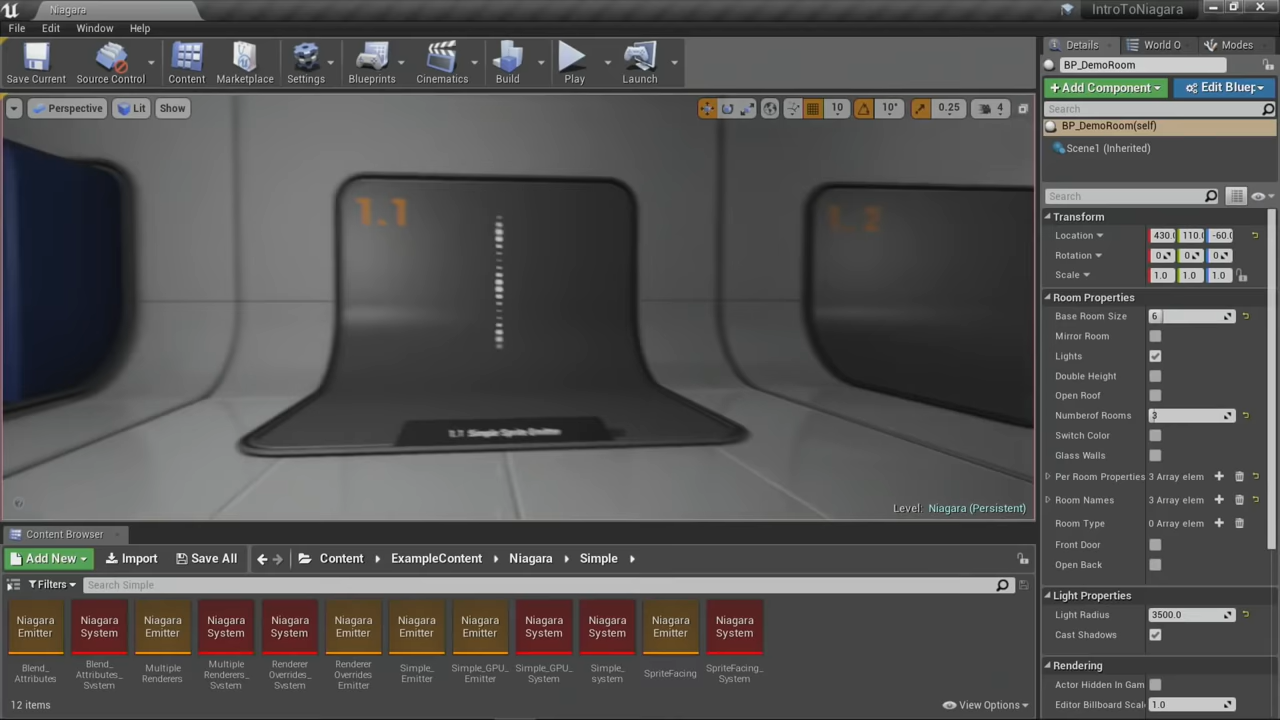 Niagara
IntroToNiagara
File Edit Window Help
Save Current
Source Control
Content
Marketplace
Settings
Blueprints
Cinematics
Build
Play
Launch
Perspective
Lit
Show
10
10°
0.25
4
1.1
1.2
1.1 Simple Sprite Emitter
Level: Niagara (Persistent)
Content Browser
Add New
Import
Save All
Content
ExampleContent
Niagara
Simple
Filters
Search Simple
Niagara Emitter
Blend_
Attributes
Niagara System
Blend_
Attributes_
System
Niagara Emitter
Multiple
Renderers
Niagara System
Multiple
Renderers_
System
Niagara System
Renderer
Overrides_
System
Niagara Emitter
Renderer
Overrides
Emitter
Niagara Emitter
Simple_
Emitter
Niagara Emitter
Simple_GPU_
Emitter
Niagara System
Simple_GPU_
System
Niagara System
Simple_
system
Niagara Emitter
SpriteFacing
Niagara System
SpriteFacing_
System
12 items
View Options
Details
World O
Modes
BP_DemoRoom
+Add Component
Edit Bluep
Search
BP_DemoRoom(self)
Scene1 (Inherited)
Search
Transform
Location 430.0 110.0 -60.0
Rotation 0 0 0
Scale 1.0 1.0 1.0
Room Properties
Base Room Size 6
Mirror Room
Lights
Double Height
Open Roof
Numberof Rooms 3
Switch Color
Glass Walls
Per Room Properties 3 Array elem
Room Names 3 Array elem
Room Type 0 Array elem
Front Door
Open Back
Light Properties
Light Radius 3500.0
Cast Shadows
Rendering
Actor Hidden In Gam
Editor Billboard Scal 1.0